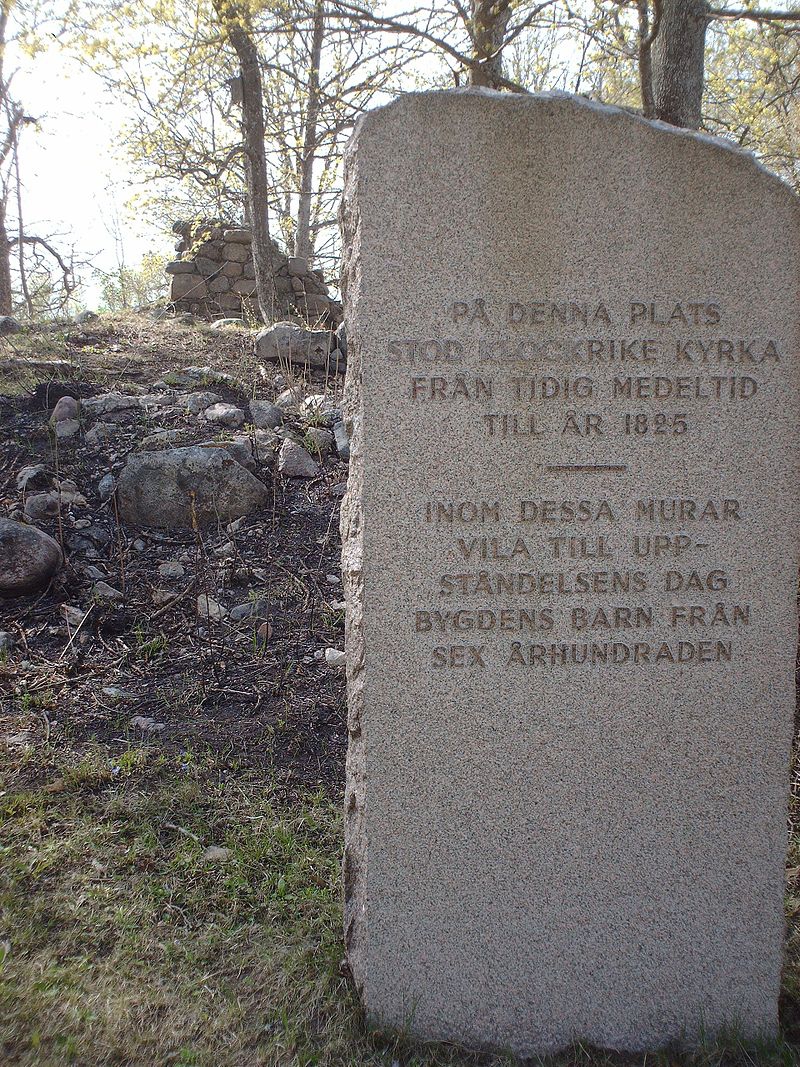 PÅ DENNA PLATS
STOD KLOCKRIKE KYRKA
FRÅN TIDIG MEDELTID
TILL ÅR 1825
INOM DESSA MURAR
VILA TILL UPP-
STÅNDELSENS DAG
BYGDENS BARN FRÅN
SEX ÅRHUNDRADEN